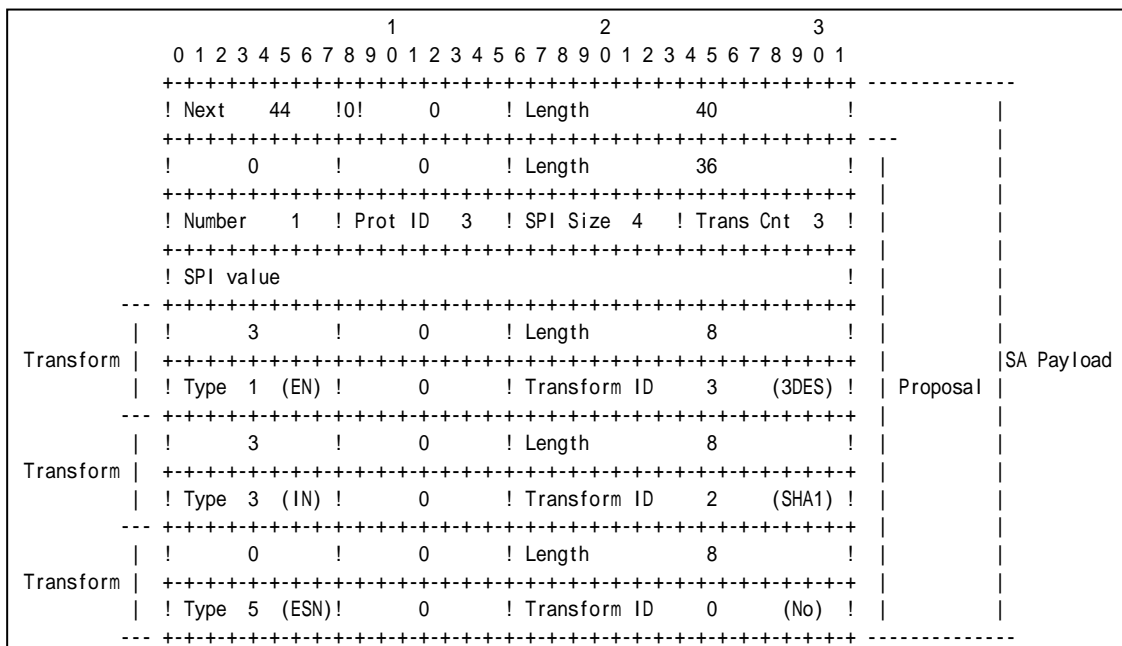 1 2 3
0 1 2 3 4 5 6 7 8 9 0 1 2 3 4 5 6 7 8 9 0 1 2 3 4 5 6 7 8 9 0 1
+-+-+-+-+-+-+-+-+-+-+-+-+-+-+-+-+-+-+-+-+-+-+-+-+-+-+-+-+-+-+-+-+ --------------
! Next 44 !0! 0 ! Length 40 ! |
+-+-+-+-+-+-+-+-+-+-+-+-+-+-+-+-+-+-+-+-+-+-+-+-+-+-+-+-+-+-+-+-+ --- |
! 0 ! 0 ! Length 36 ! | |
+-+-+-+-+-+-+-+-+-+-+-+-+-+-+-+-+-+-+-+-+-+-+-+-+-+-+-+-+-+-+-+-+ | |
! Number 1 ! Prot ID 3 ! SPI Size 4 ! Trans Cnt 3 ! | |
+-+-+-+-+-+-+-+-+-+-+-+-+-+-+-+-+-+-+-+-+-+-+-+-+-+-+-+-+-+-+-+-+ | |
! SPI value ! | |
--- +-+-+-+-+-+-+-+-+-+-+-+-+-+-+-+-+-+-+-+-+-+-+-+-+-+-+-+-+-+-+-+-+ | |
| ! 3 ! 0 ! Length 8 ! | |
Transform | +-+-+-+-+-+-+-+-+-+-+-+-+-+-+-+-+-+-+-+-+-+-+-+-+-+-+-+-+-+-+-+-+ | |SA Payload
| ! Type 1 (EN) ! 0 ! Transform ID 3 (3DES) ! | Proposal |
--- +-+-+-+-+-+-+-+-+-+-+-+-+-+-+-+-+-+-+-+-+-+-+-+-+-+-+-+-+-+-+-+-+ | |
| ! 3 ! 0 ! Length 8 ! | |
Transform | +-+-+-+-+-+-+-+-+-+-+-+-+-+-+-+-+-+-+-+-+-+-+-+-+-+-+-+-+-+-+-+-+ | |
| ! Type 3 (IN) ! 0 ! Transform ID 2 (SHA1) ! | |
--- +-+-+-+-+-+-+-+-+-+-+-+-+-+-+-+-+-+-+-+-+-+-+-+-+-+-+-+-+-+-+-+-+ | |
| ! 0 ! 0 ! Length 8 ! | |
Transform | +-+-+-+-+-+-+-+-+-+-+-+-+-+-+-+-+-+-+-+-+-+-+-+-+-+-+-+-+-+-+-+-+ | |
| ! Type 5 (ESN)! 0 ! Transform ID 0 (No) ! | |
--- +-+-+-+-+-+-+-+-+-+-+-+-+-+-+-+-+-+-+-+-+-+-+-+-+-+-+-+-+-+-+-+-+ --------------